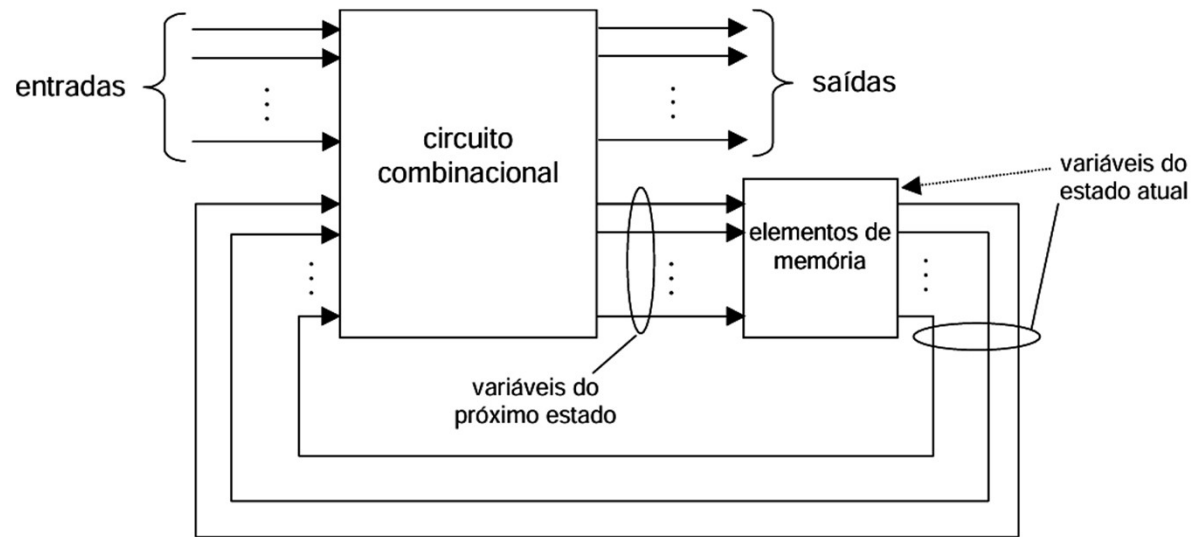 entradas
circuito
combinacional
saídas
variáveis do
estado atual
elementos de
memória
variáveis do
próximo estado